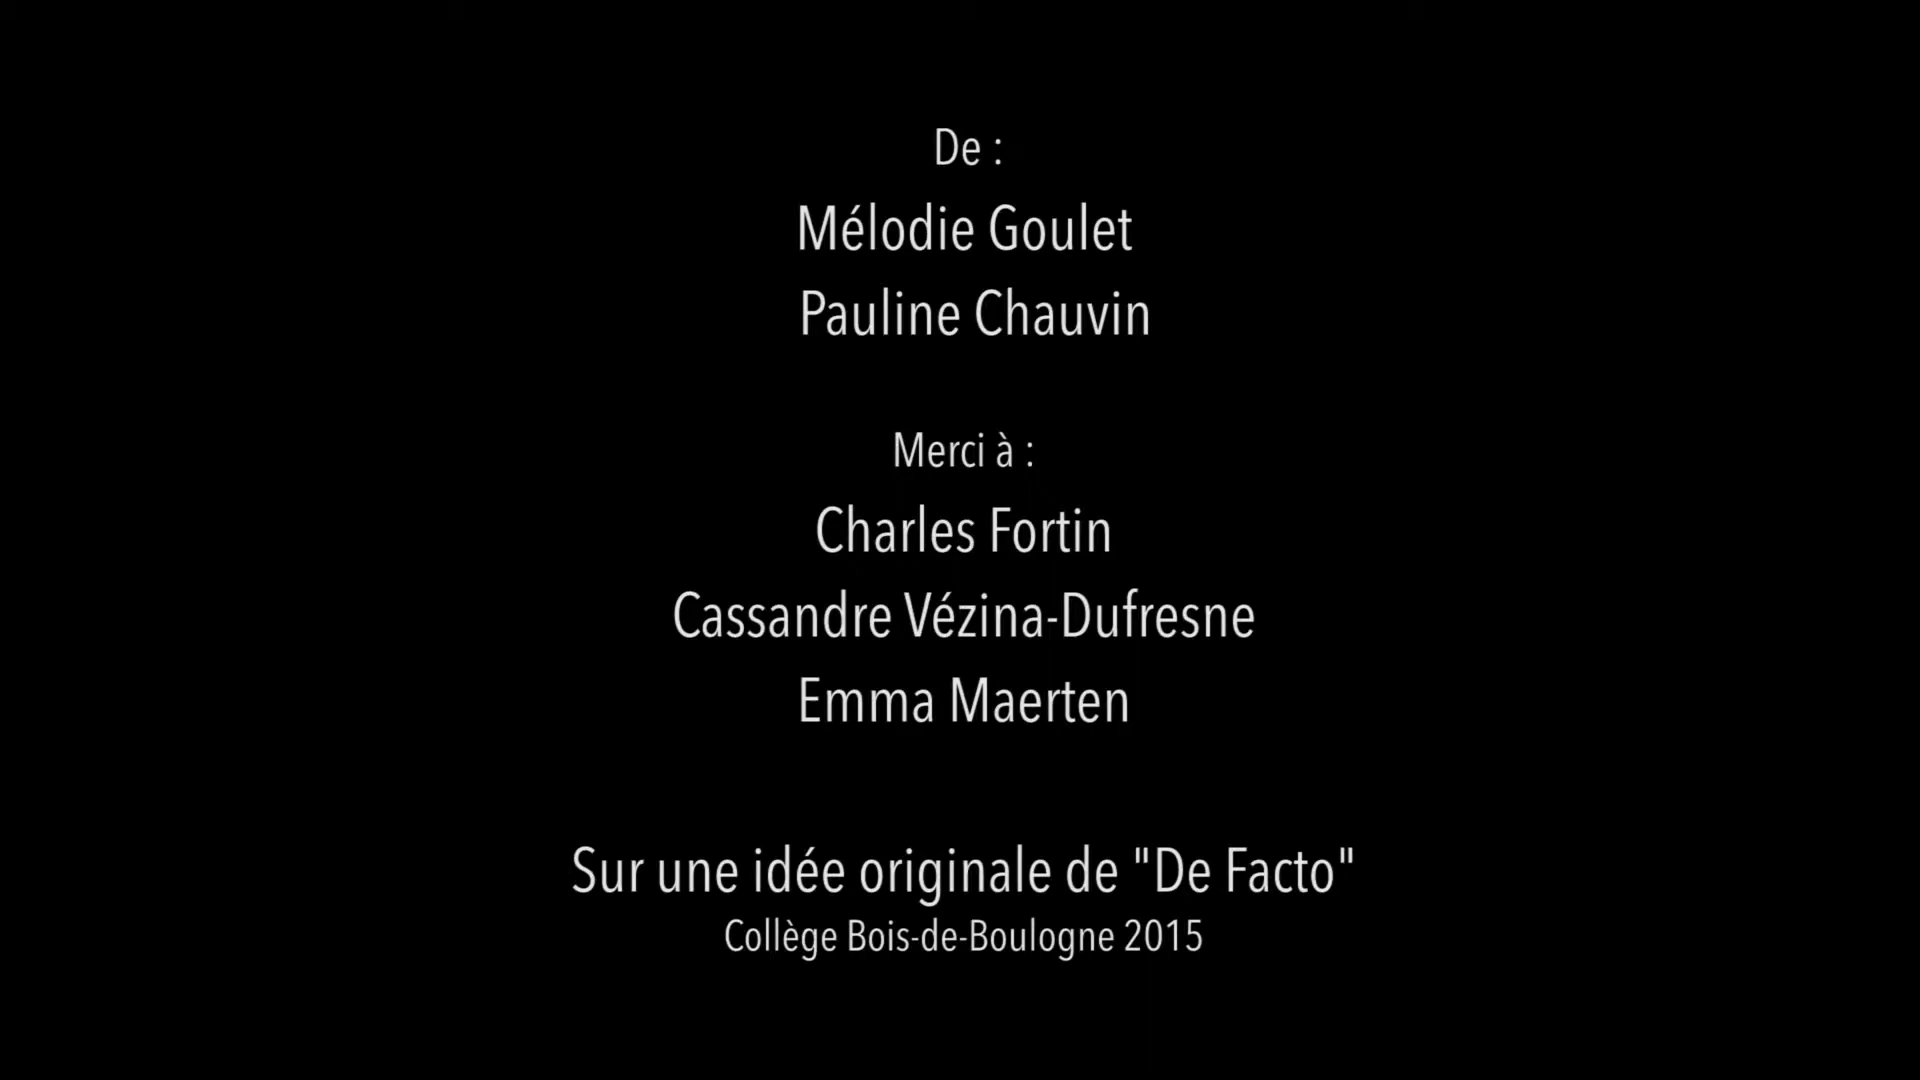 De :
Mélodie Goulet
Pauline Chauvin
Merci à :
Charles Fortin
Cassandre Vézina-Dufresne
Emma Maerten
Sur une idée originale de "De Facto"
Collège Bois-de-Boulogne 2015